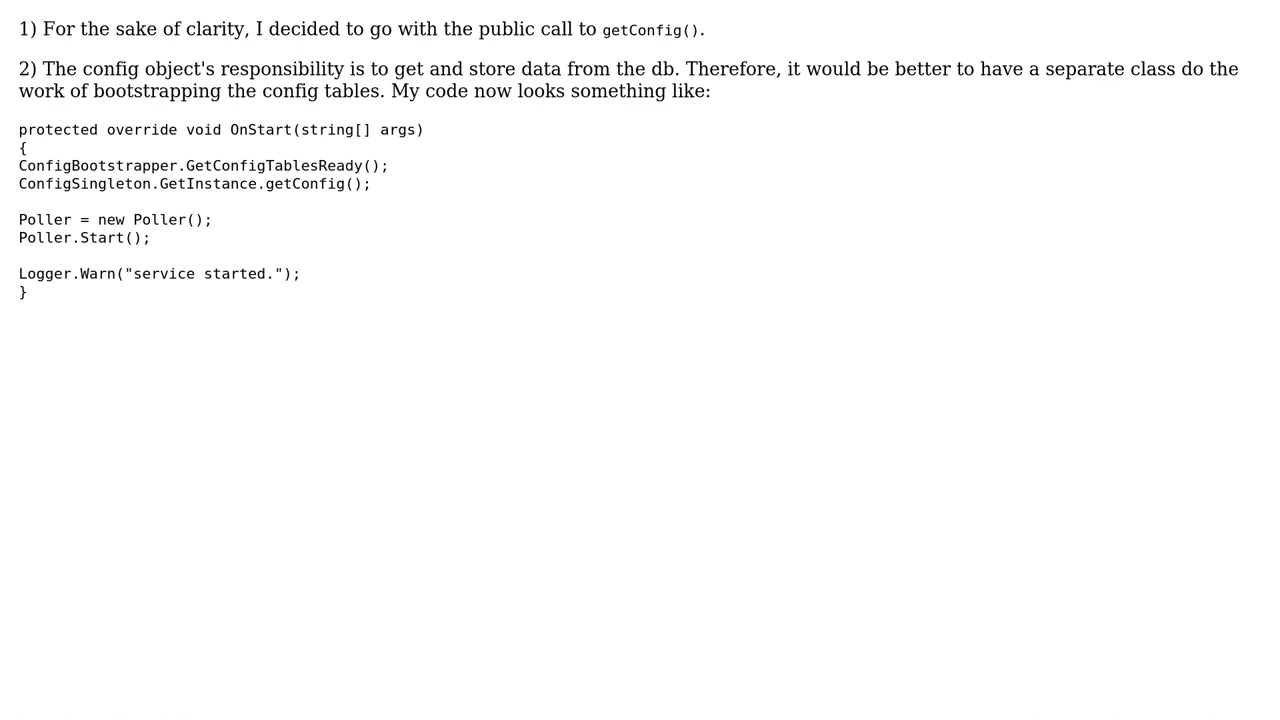 1) For the sake of clarity, I decided to go with the public call to getConfig().
2) The config object's responsibility is to get and store data from the db. Therefore, it would be better to have a separate class do the
work of bootstrapping the config tables. My code now looks something like:
protected override void OnStart(string[] args)
{
ConfigBootstrapper.GetConfigTablesReady();
ConfigSingleton.GetInstance.getConfig();
Poller = new Poller();
Poller.Start();
Logger.Warn("service started.");
}